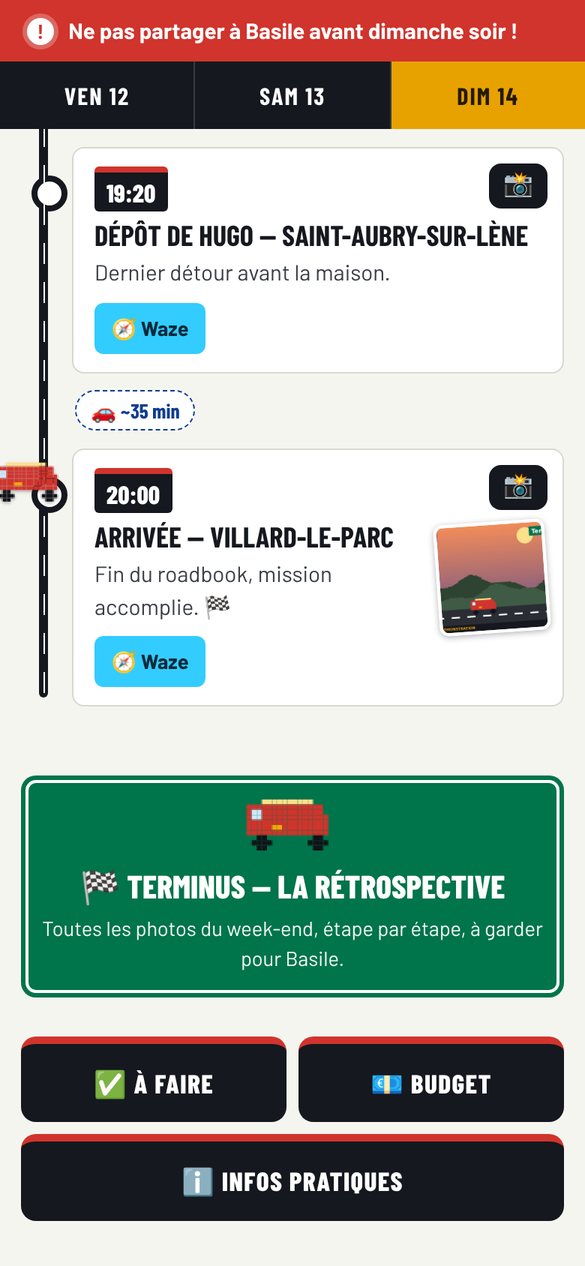 ! Ne pas partager à Basile avant dimanche soir !
VEN 12
SAM 13
DIM 14
19:20
DÉPÔT DE HUGO — SAINT-AUBRY-SUR-LÈNE
Dernier détour avant la maison.
Waze
~35 min
20:00
ARRIVÉE — VILLARD-LE-PARC
Fin du roadbook, mission
accomplie.
Waze
TERMINUS — LA RÉTROSPECTIVE
Toutes les photos du week-end, étape par étape, à garder
pour Basile.
À FAIRE
BUDGET
INFOS PRATIQUES